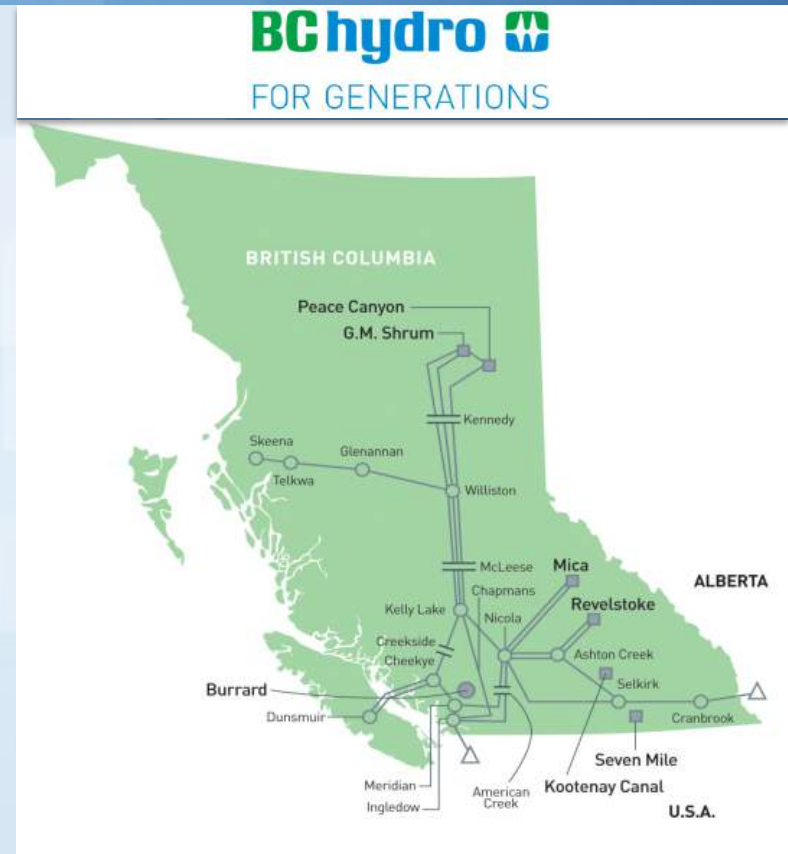 BC hydro
FOR GENERATIONS
BRITISH COLUMBIA
Peace Canyon
G.M. Shrum
Kennedy
Skeena
Glenannan
Telkwa
Williston
McLeese
Mica
Chapmans
ALBERTA
Kelly Lake
Nicola
Revelstoke
Creekside
Cheekye
Ashton Creek
Burrard
Selkirk
Dunsmuir
Cranbrook
Seven Mile
Meridian
American
Creek
Kootenay Canal
Ingledow
U.S.A.